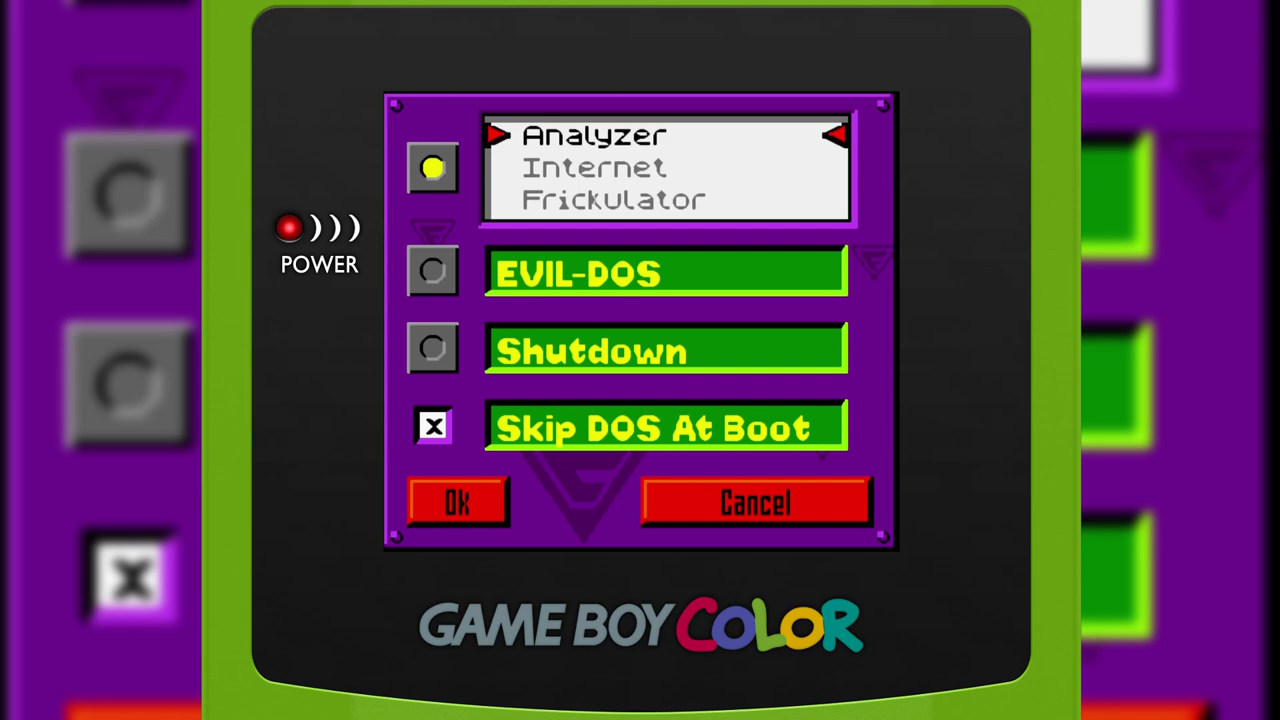 Analyzer
Internet
Frickulator
POWER
EVIL-DOS
Shutdown
x
Skip DOS At Boot
Ok
Cancel
GAME BOY COLOR